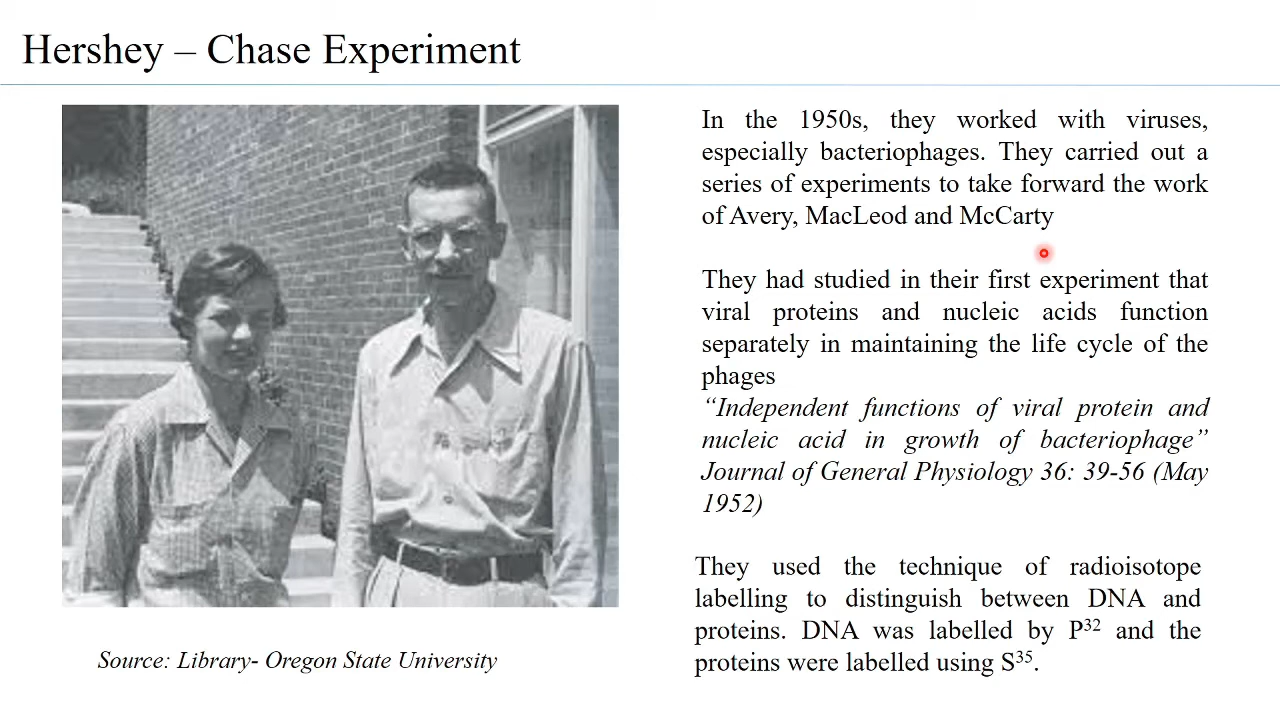 Hershey – Chase Experiment
In the 1950s, they worked with viruses,
especially bacteriophages. They carried out a
series of experiments to take forward the work
of Avery, MacLeod and McCarty
They had studied in their first experiment that
viral proteins and nucleic acids function
separately in maintaining the life cycle of the
phages
“Independent functions of viral protein and
nucleic acid in growth of bacteriophage”
Journal of General Physiology 36: 39-56 (May
1952)
They used the technique of radioisotope
labelling to distinguish between DNA and
proteins. DNA was labelled by P³² and the
proteins were labelled using S³⁵.
Source: Library- Oregon State University